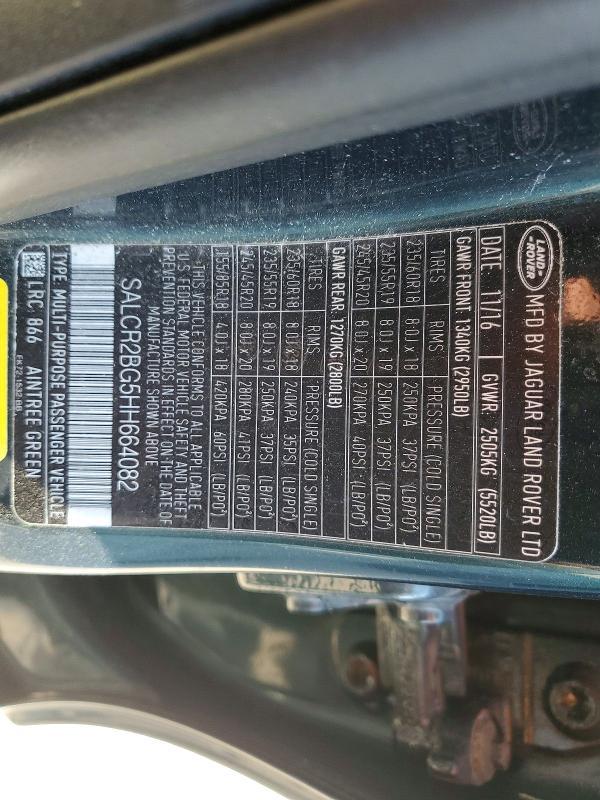 LAND-
-ROVER
MFD BY JAGUAR LAND ROVER LTD
DATE: 11/16 GVWR 2505KG (5520LB)
GAWR FRONT: 1340KG (2950LB)
TIRES RIMS PRESSURE (COLD SINGLE)
235/60R18 8.0J x 18 250KPA 37PSI (LB/PO²)
235/55R19 8.0J x 19 250KPA 37PSI (LB/PO²)
245/45R20 8.0J x 20 270KPA 40PSI (LB/PO²)
GAWR REAR: 1270KG (2800LB)
TIRES RIMS PRESSURE (COLD SINGLE)
235/60R18 8.0J x 18 240KPA 35PSI (LB/PO²)
235/55R19 8.0J x 19 250KPA 37PSI (LB/PO²)
245/45R20 8.0J x 20 280KPA 41PSI (LB/PO²)
155/85R18 4.0J x 18 420KPA 60PSI (LB/PO²)
THIS VEHICLE CONFORMS TO ALL APPLICABLE
U S FEDERAL MOTOR VEHICLE SAFETY AND THEFT
PREVENTION STANDARDS IN EFFECT ON THE DATE OF
MANUFACTURE SHOWN ABOVE
SALCR2BG5HH664082
TYPE: MULTI-PURPOSE PASSENGER VEHICLE
LRC 866 AINTREE GREEN